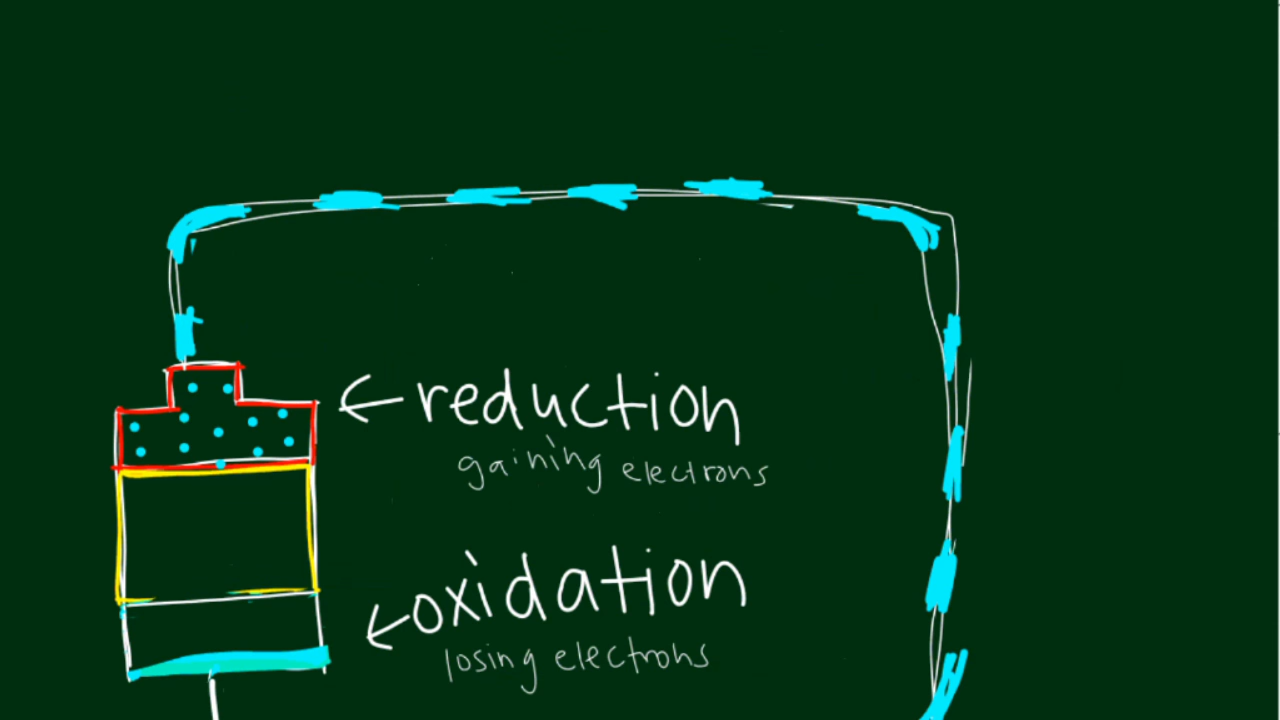 ←reduction
gaining electrons
←oxidation
losing electrons